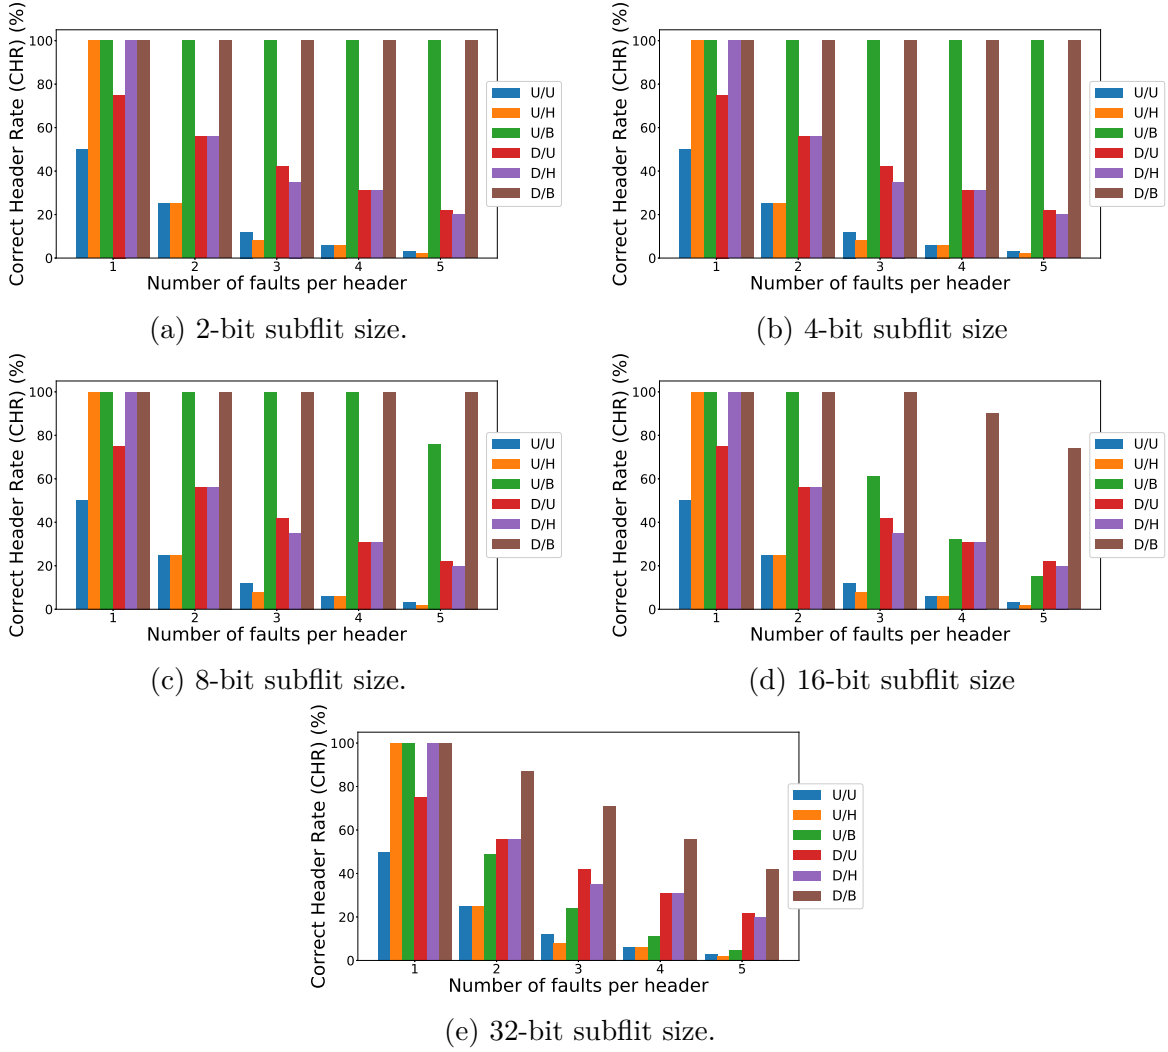 Correct Header Rate (CHR) (%)
100
80
60
40
20
0
1 2 3 4 5
Number of faults per header
U/U
U/H
U/B
D/U
D/H
D/B
(a) 2-bit subflit size.
Correct Header Rate (CHR) (%)
100
80
60
40
20
0
1 2 3 4 5
Number of faults per header
U/U
U/H
U/B
D/U
D/H
D/B
(b) 4-bit subflit size
Correct Header Rate (CHR) (%)
100
80
60
40
20
0
1 2 3 4 5
Number of faults per header
U/U
U/H
U/B
D/U
D/H
D/B
(c) 8-bit subflit size.
Correct Header Rate (CHR) (%)
100
80
60
40
20
0
1 2 3 4 5
Number of faults per header
U/U
U/H
U/B
D/U
D/H
D/B
(d) 16-bit subflit size
Correct Header Rate (CHR) (%)
100
80
60
40
20
0
1 2 3 4 5
Number of faults per header
U/U
U/H
U/B
D/U
D/H
D/B
(e) 32-bit subflit size.